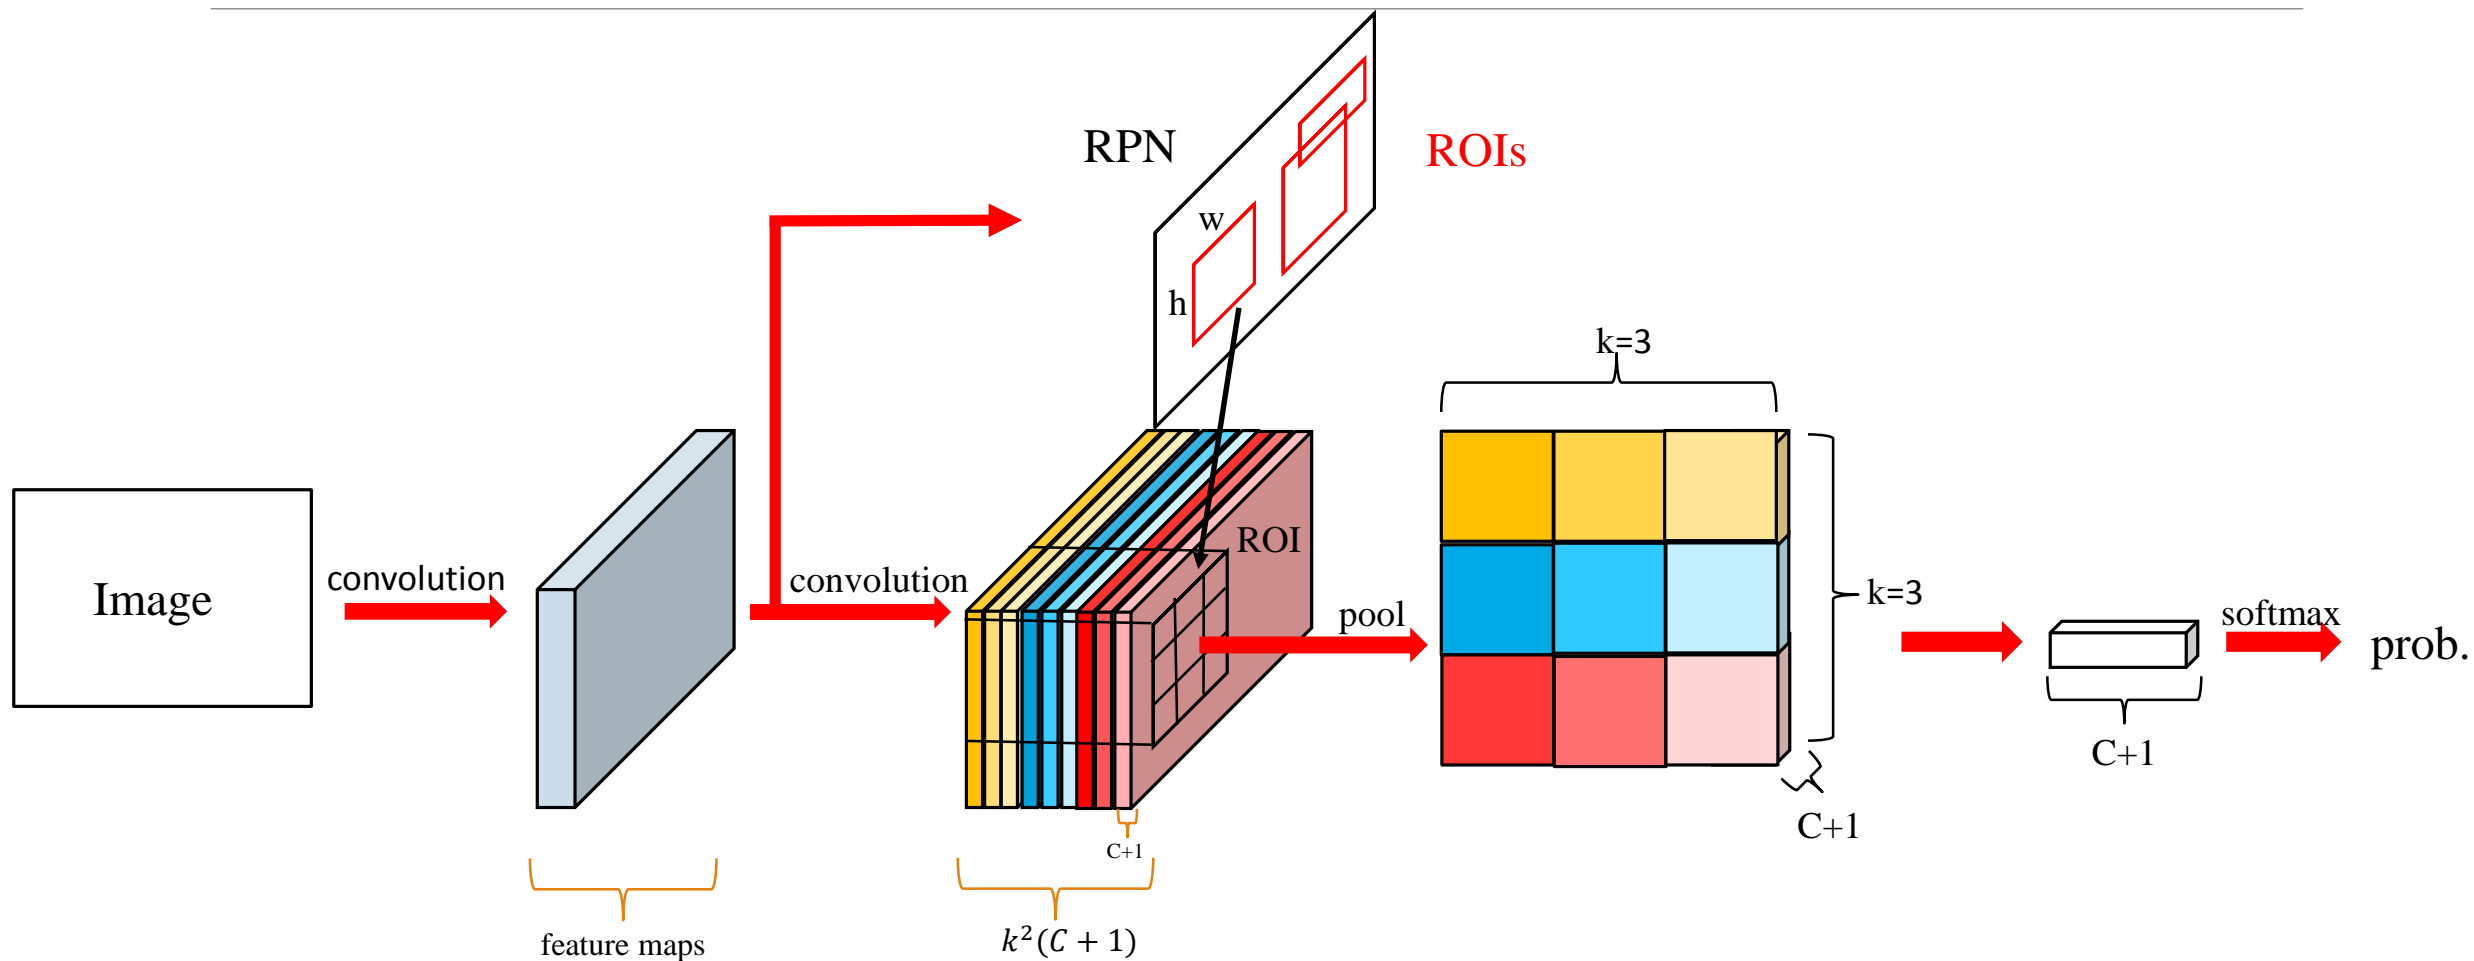 RPN
ROIs
w
h
k=3
ROI
Image
convolution
convolution
pool
k=3
softmax
prob.
C+1
C+1
C+1
feature maps
k²(C + 1)